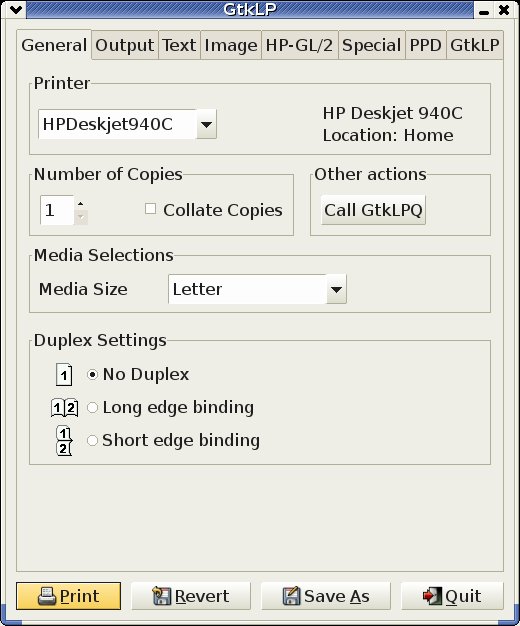 GtkLP
General Output Text Image HP-GL/2 Special PPD GtkLP
Printer
HPDeskjet940C
HP Deskjet 940C
Location: Home
Number of Copies
1
Collate Copies
Other actions
Call GtkLPQ
Media Selections
Media Size Letter
Duplex Settings
1 No Duplex
1 2 Long edge binding
1
2
Short edge binding
Print Revert Save As Quit